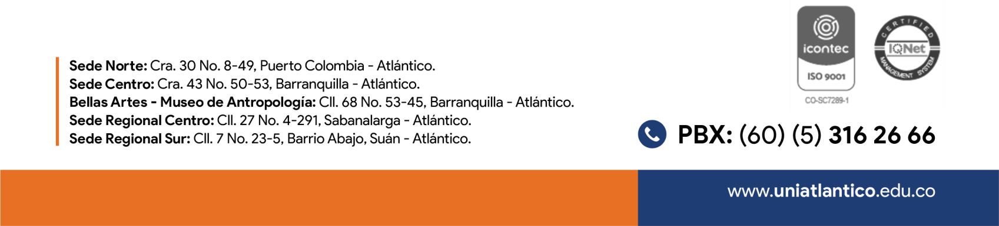 Sede Norte: Cra. 30 No. 8-49, Puerto Colombia - Atlántico.
Sede Centro: Cra. 43 No. 50-53, Barranquilla - Atlántico.
Bellas Artes - Museo de Antropología: Cll. 68 No. 53-45, Barranquilla - Atlántico.
Sede Regional Centro: Cll. 27 No. 4-291, Sabanalarga - Atlántico.
Sede Regional Sur: Cll. 7 No. 23-5, Barrio Abajo, Suán - Atlántico.
icontec
ISO 9001
CO-SC7289-1
CERTIFIED
IQNet
MANAGEMENT SYSTEM
PBX: (60) (5) 316 26 66
www.uniatlantico.edu.co